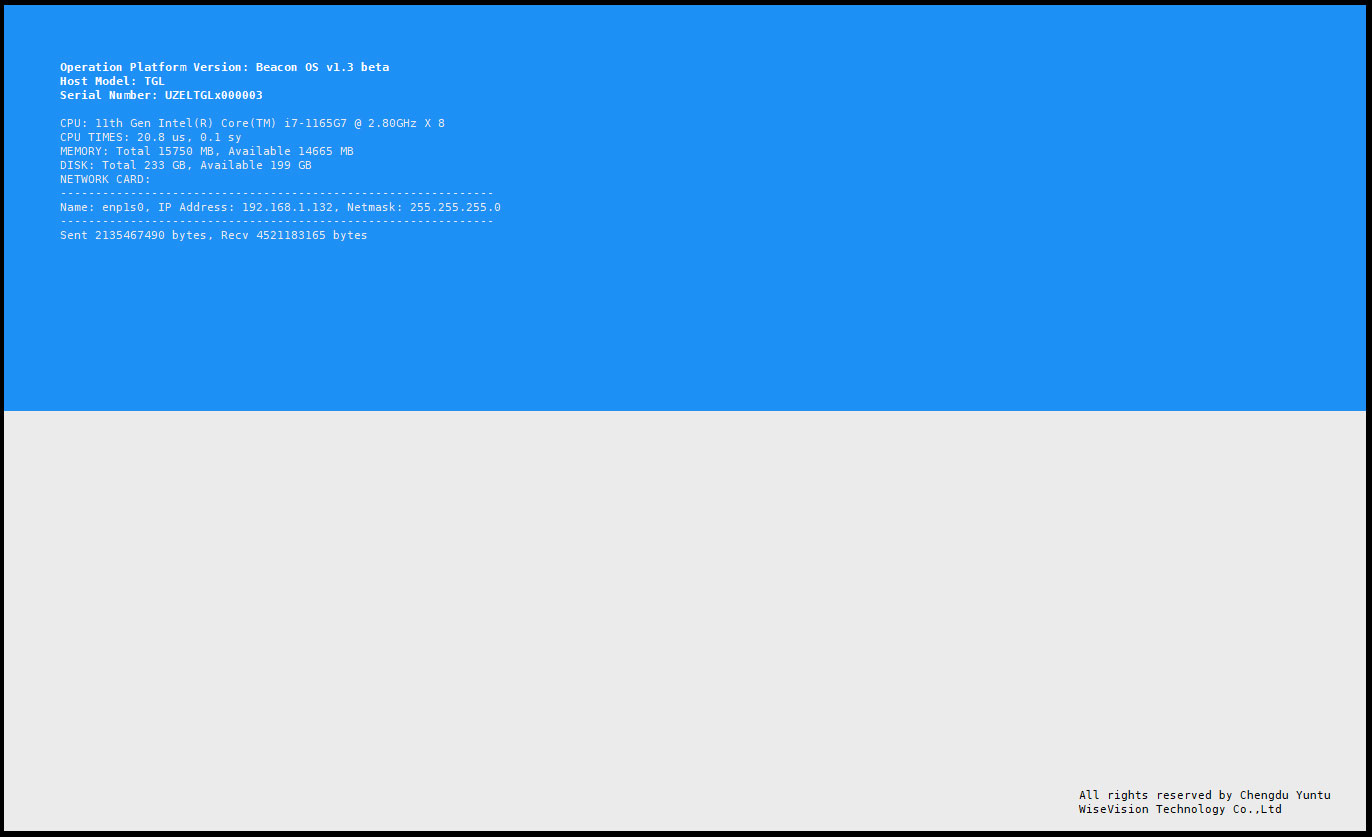 Operation Platform Version: Beacon OS v1.3 beta
Host Model: TGL
Serial Number: UZELTGLx000003
CPU: 11th Gen Intel(R) Core(TM) i7-1165G7 @ 2.80GHz X 8
CPU TIMES: 20.8 us, 0.1 sy
MEMORY: Total 15750 MB, Available 14665 MB
DISK: Total 233 GB, Available 199 GB
NETWORK CARD:
--------------------------------------------------------------
Name: enp1s0, IP Address: 192.168.1.132, Netmask: 255.255.255.0
--------------------------------------------------------------
Sent 2135467490 bytes, Recv 4521183165 bytes
All rights reserved by Chengdu Yuntu
WiseVision Technology Co.,Ltd